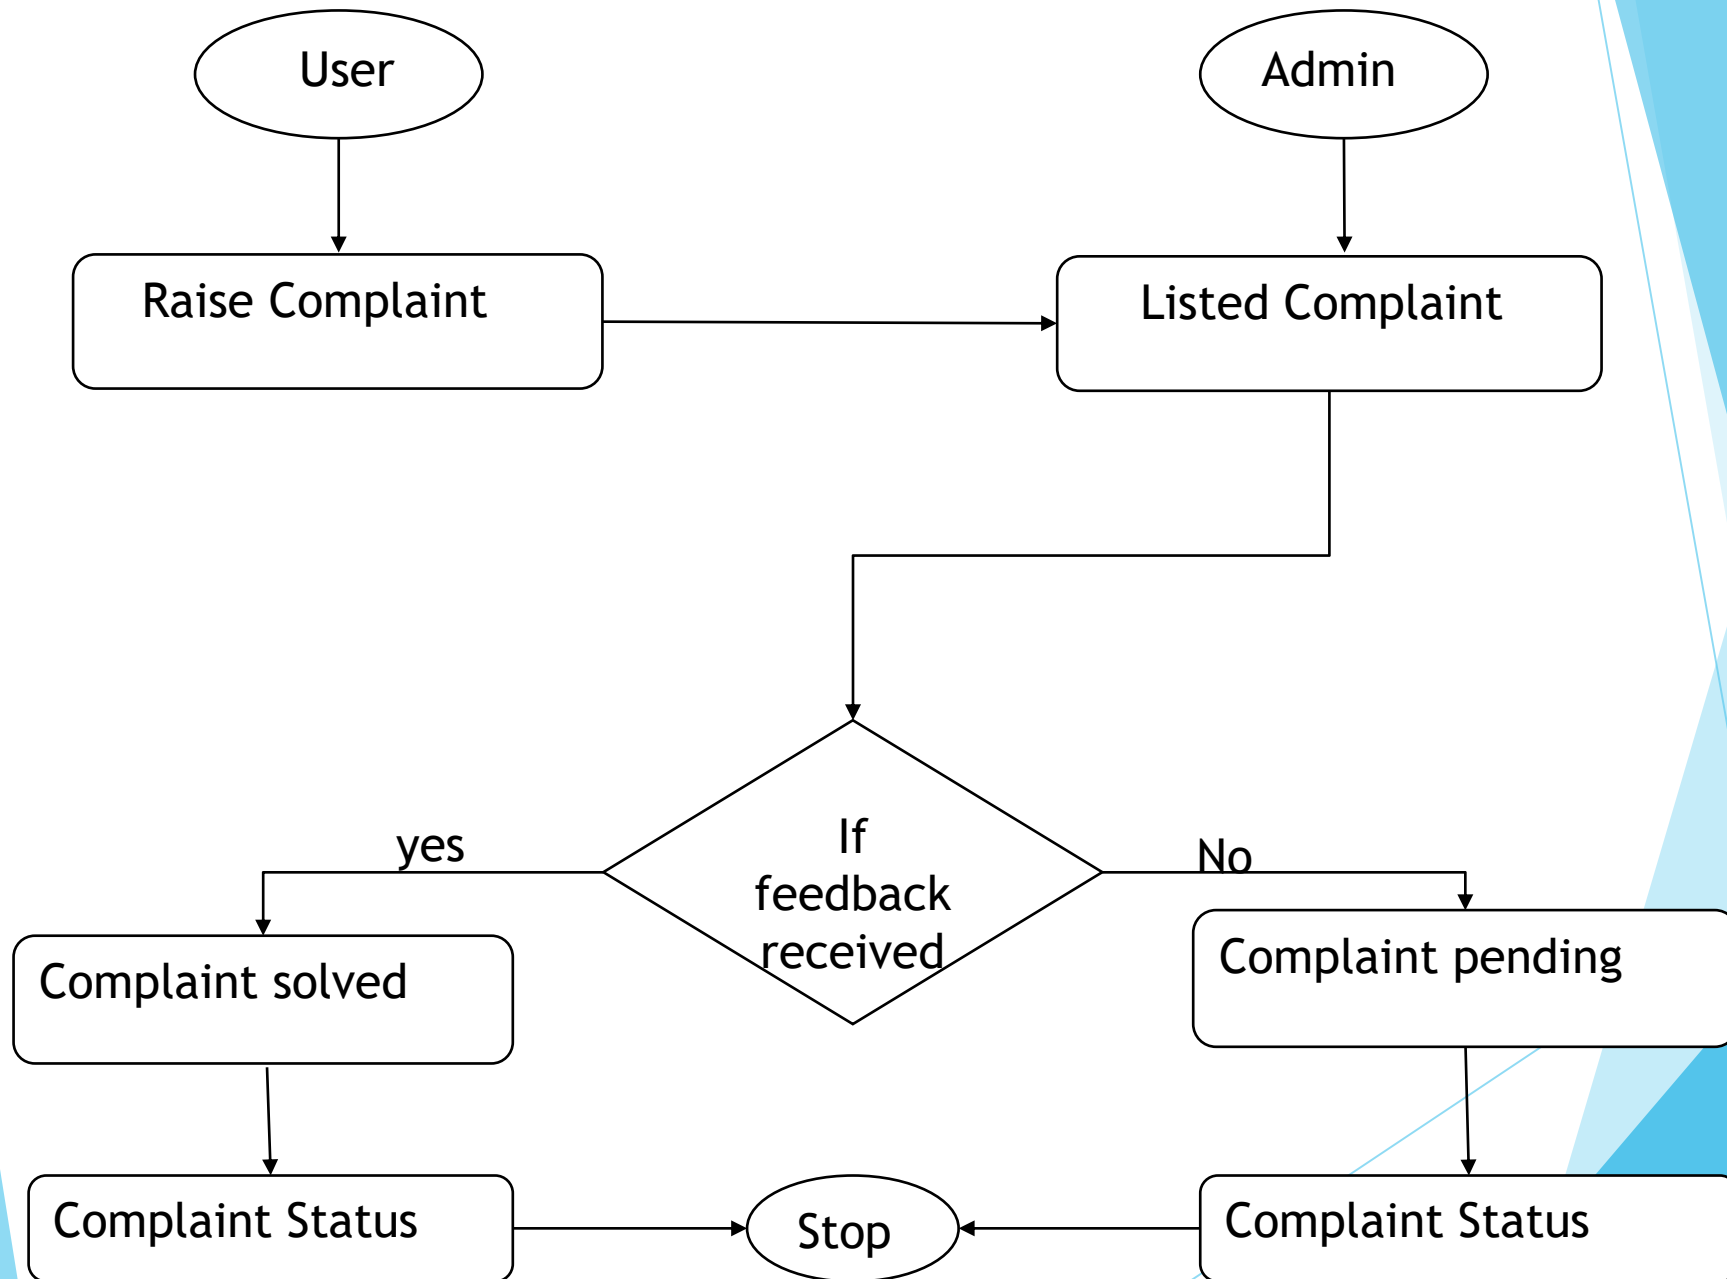 User
Admin
Raise Complaint
Listed Complaint
yes
If
feedback
received
No
Complaint solved
Complaint pending
Complaint Status
Stop
Complaint Status